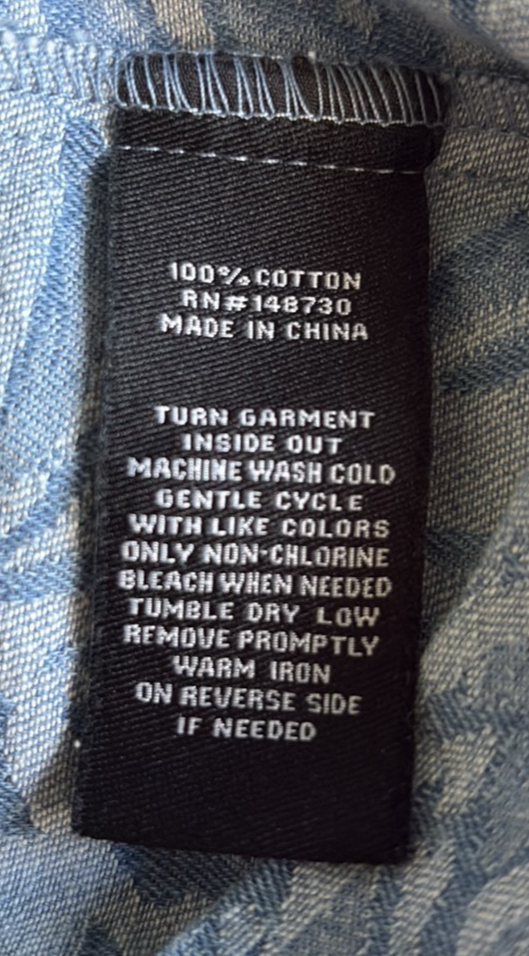 100% COTTON
RN#148730
MADE IN CHINA
TURN GARMENT
INSIDE OUT
MACHINE WASH COLD
GENTLE CYCLE
WITH LIKE COLORS
ONLY NON-CHLORINE
BLEACH WHEN NEEDED
TUMBLE DRY LOW
REMOVE PROMPTLY
WARM IRON
ON REVERSE SIDE
IF NEEDED